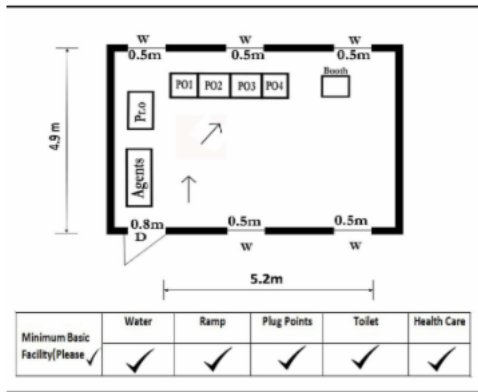 W W W
0.5m 0.5m 0.5m
PO1 PO2 PO3 PO4
Booth
Pr.o
Agents
4.9 m
0.8m 0.5m 0.5m
D W W
5.2m
Minimum Basic Facility(Please ✓
Water Ramp Plug Points Toilet Health Care
✓ ✓ ✓ ✓ ✓